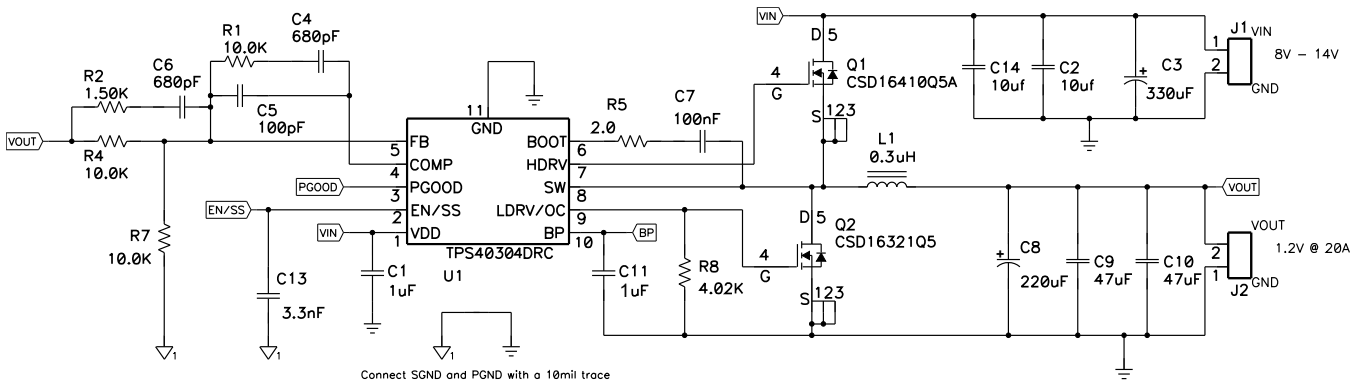 VIN
R1
10.0K
C4
680pF
R2
1.50K
C6
680pF
C5
100pF
VOUT
R4
10.0K
R7
10.0K
PGOOD
EN/SS
VIN
C13
3.3nF
C1
1uF
11
GND
FB
5
COMP
4
PGOOD
3
EN/SS
2
VDD
1
BOOT
6
HDRV
7
SW
8
LDRV/OC
9
BP
10
TPS40304DRC
U1
R5
2.0
C7
100nF
BP
C11
1uF
R8
4.02K
D 5
4
G
Q1
CSD16410Q5A
S 123
L1
0.3uH
D 5
4
G
Q2
CSD16321Q5
S 123
C14
10uf
C2
10uf
+
C3
330uF
J1
VIN
1
2
GND
8V - 14V
VOUT
+
C8
220uF
C9
47uF
C10
47uF
VOUT
2
1
GND
J2
1.2V @ 20A
1
1
1
Connect SGND and PGND with a 10mil trace